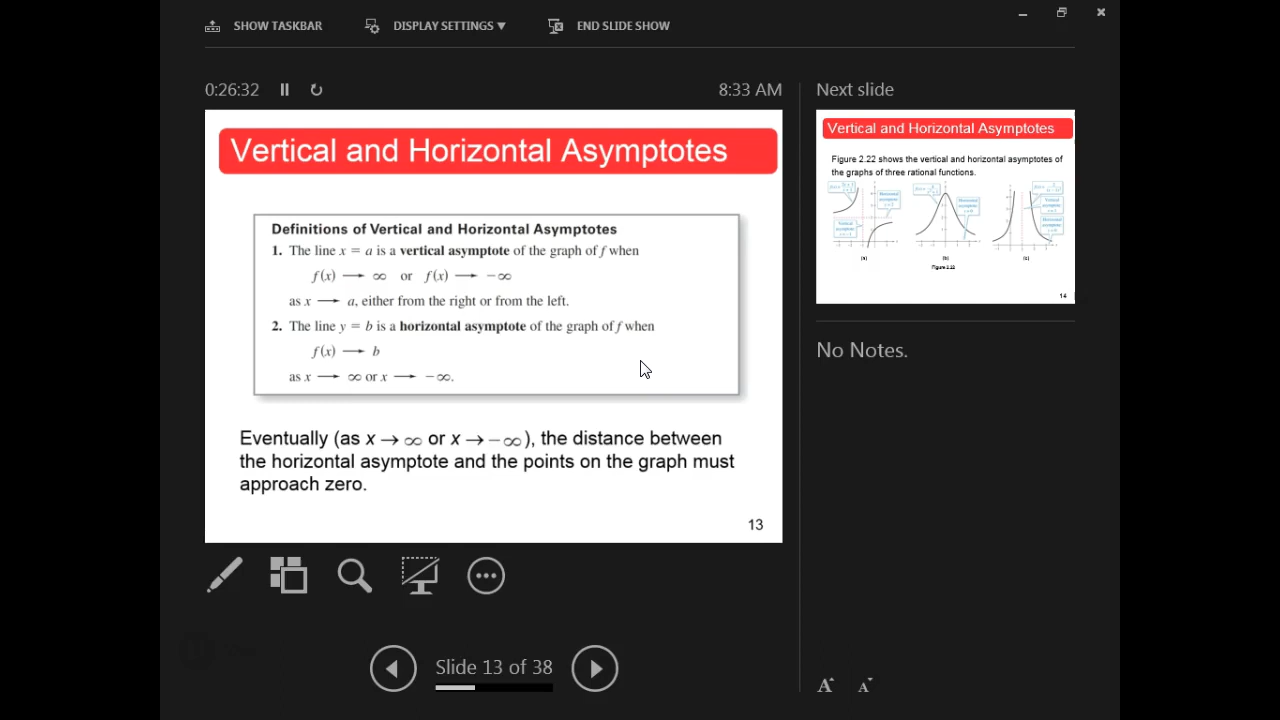 SHOW TASKBAR DISPLAY SETTINGS ▼ END SLIDE SHOW
0:26:32 8:33 AM
Vertical and Horizontal Asymptotes
Definitions of Vertical and Horizontal Asymptotes
1. The line x = a is a vertical asymptote of the graph of f when
f(x) ⟶ ∞ or f(x) ⟶ −∞
as x ⟶ a, either from the right or from the left.
2. The line y = b is a horizontal asymptote of the graph of f when
f(x) ⟶ b
as x ⟶ ∞ or x ⟶ −∞.
Eventually (as x → ∞ or x → – ∞), the distance between
the horizontal asymptote and the points on the graph must
approach zero.
13
Slide 13 of 38
Next slide
Vertical and Horizontal Asymptotes
Figure 2.22 shows the vertical and horizontal asymptotes of
the graphs of three rational functions.
(a) (b) (c)
Figure 2.22
14
No Notes.
A A